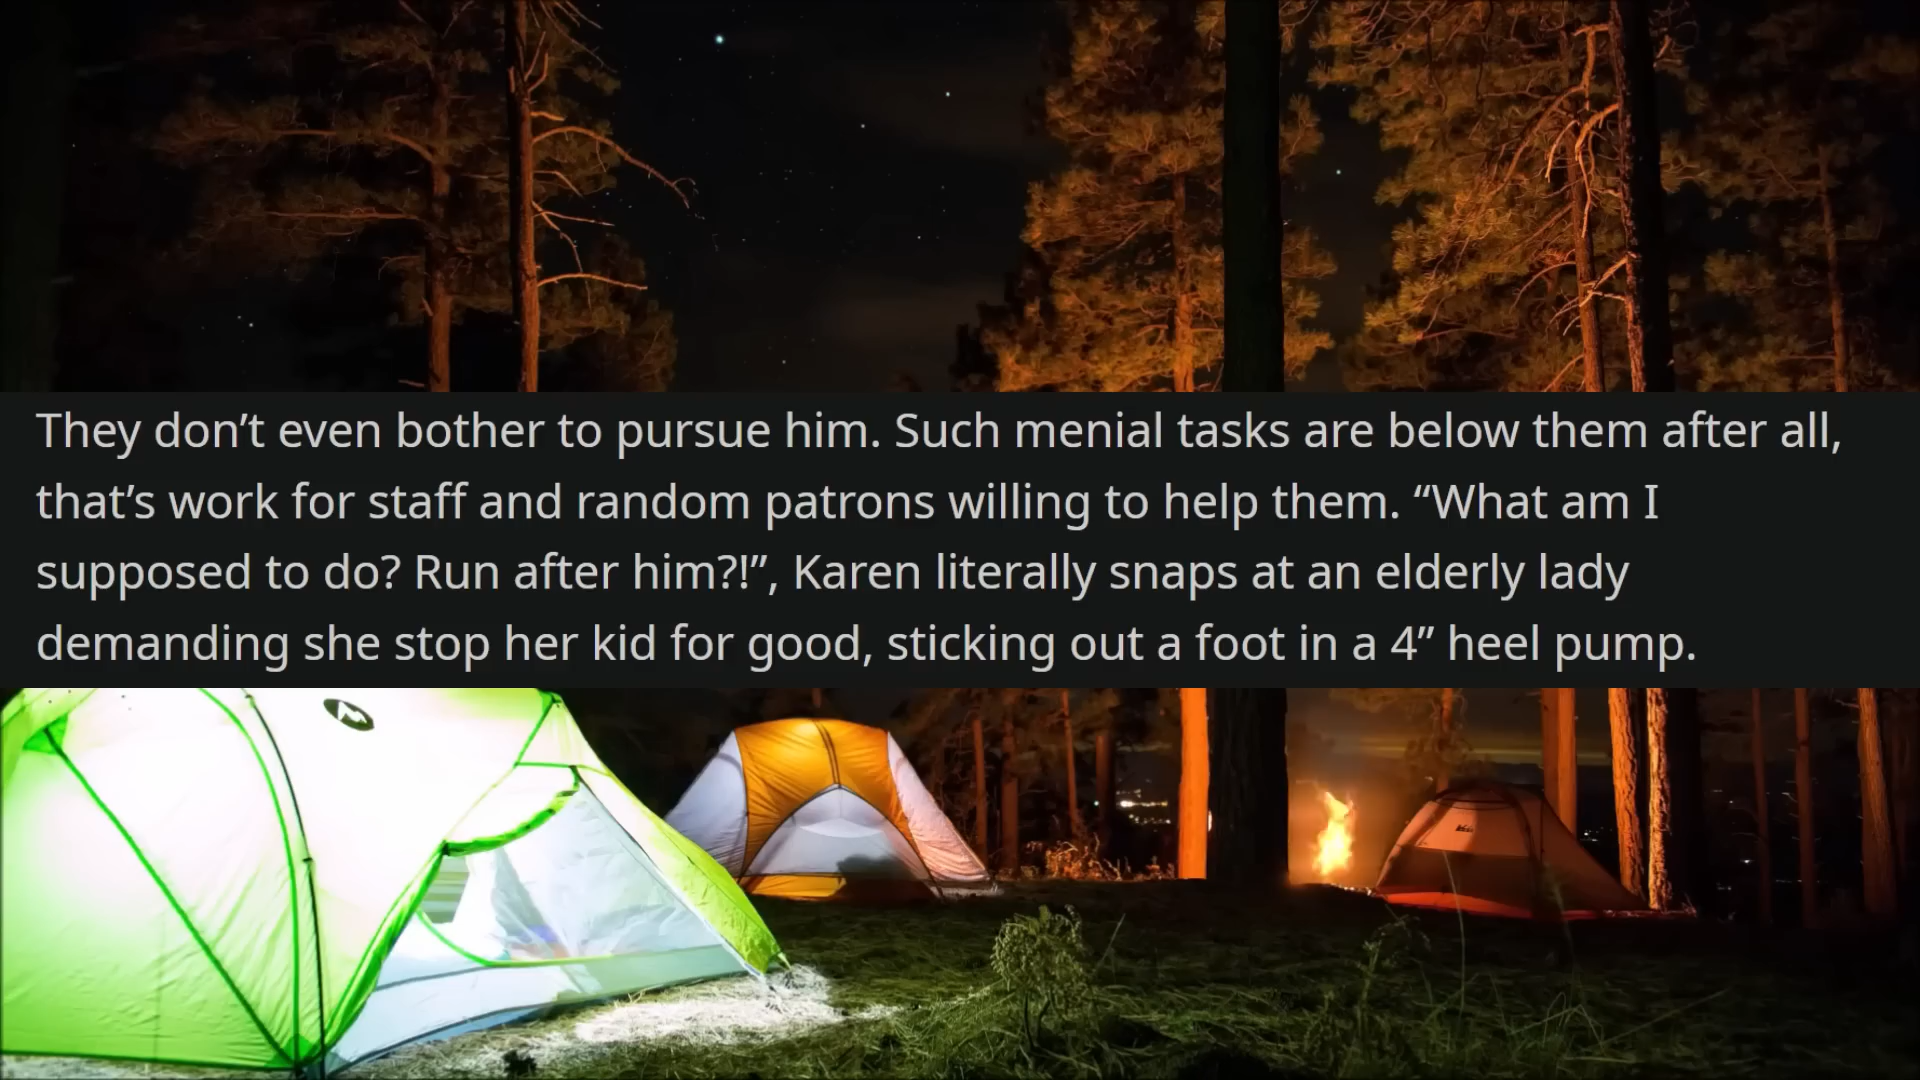 They don’t even bother to pursue him. Such menial tasks are below them after all,
that’s work for staff and random patrons willing to help them. “What am I
supposed to do? Run after him?!”, Karen literally snaps at an elderly lady
demanding she stop her kid for good, sticking out a foot in a 4” heel pump.